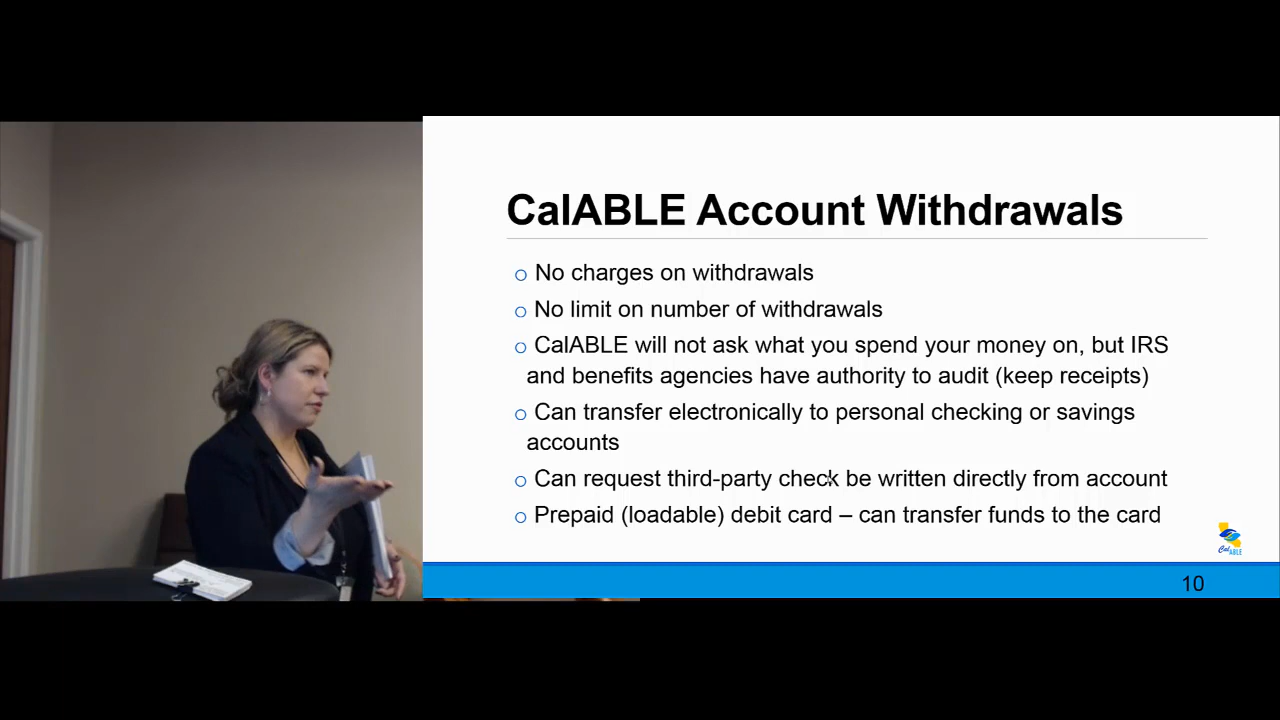 CalABLE Account Withdrawals
o No charges on withdrawals
o No limit on number of withdrawals
o CalABLE will not ask what you spend your money on, but IRS
and benefits agencies have authority to audit (keep receipts)
o Can transfer electronically to personal checking or savings
accounts
o Can request third-party check be written directly from account
o Prepaid (loadable) debit card – can transfer funds to the card
CalABLE
10